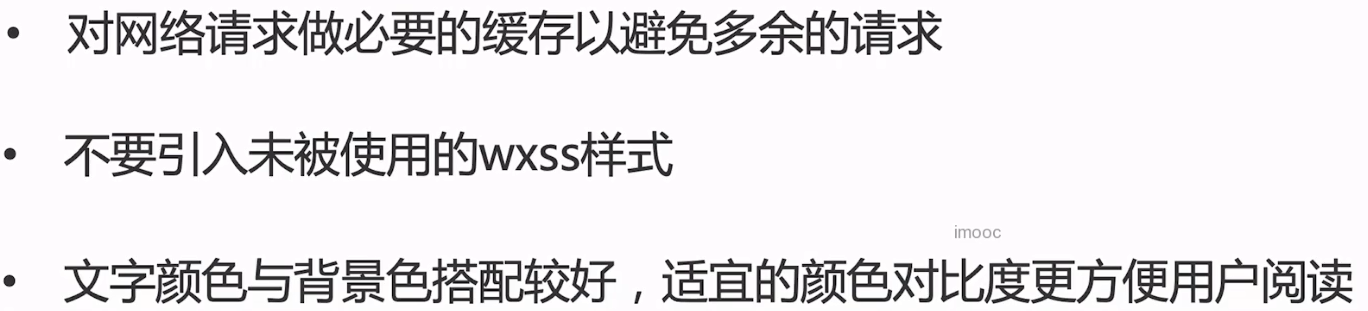 • 对网络请求做必要的缓存以避免多余的请求
• 不要引入未被使用的wxss样式
imooc
• 文字颜色与背景色搭配较好，适宜的颜色对比度更方便用户阅读